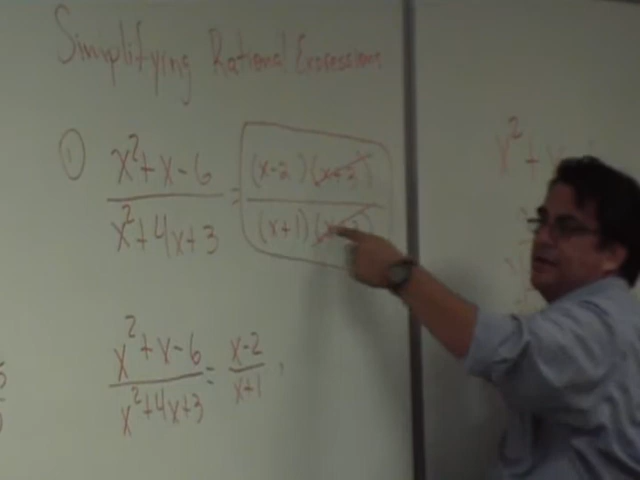 Simplifying Rational Expressions
① x²+x-6 / x²+4x+3 = (x-2)(x+3) / (x+1)(x+3)
x²+x-6 / x²+4x+3 = x-2 / x+1 ,
x²+